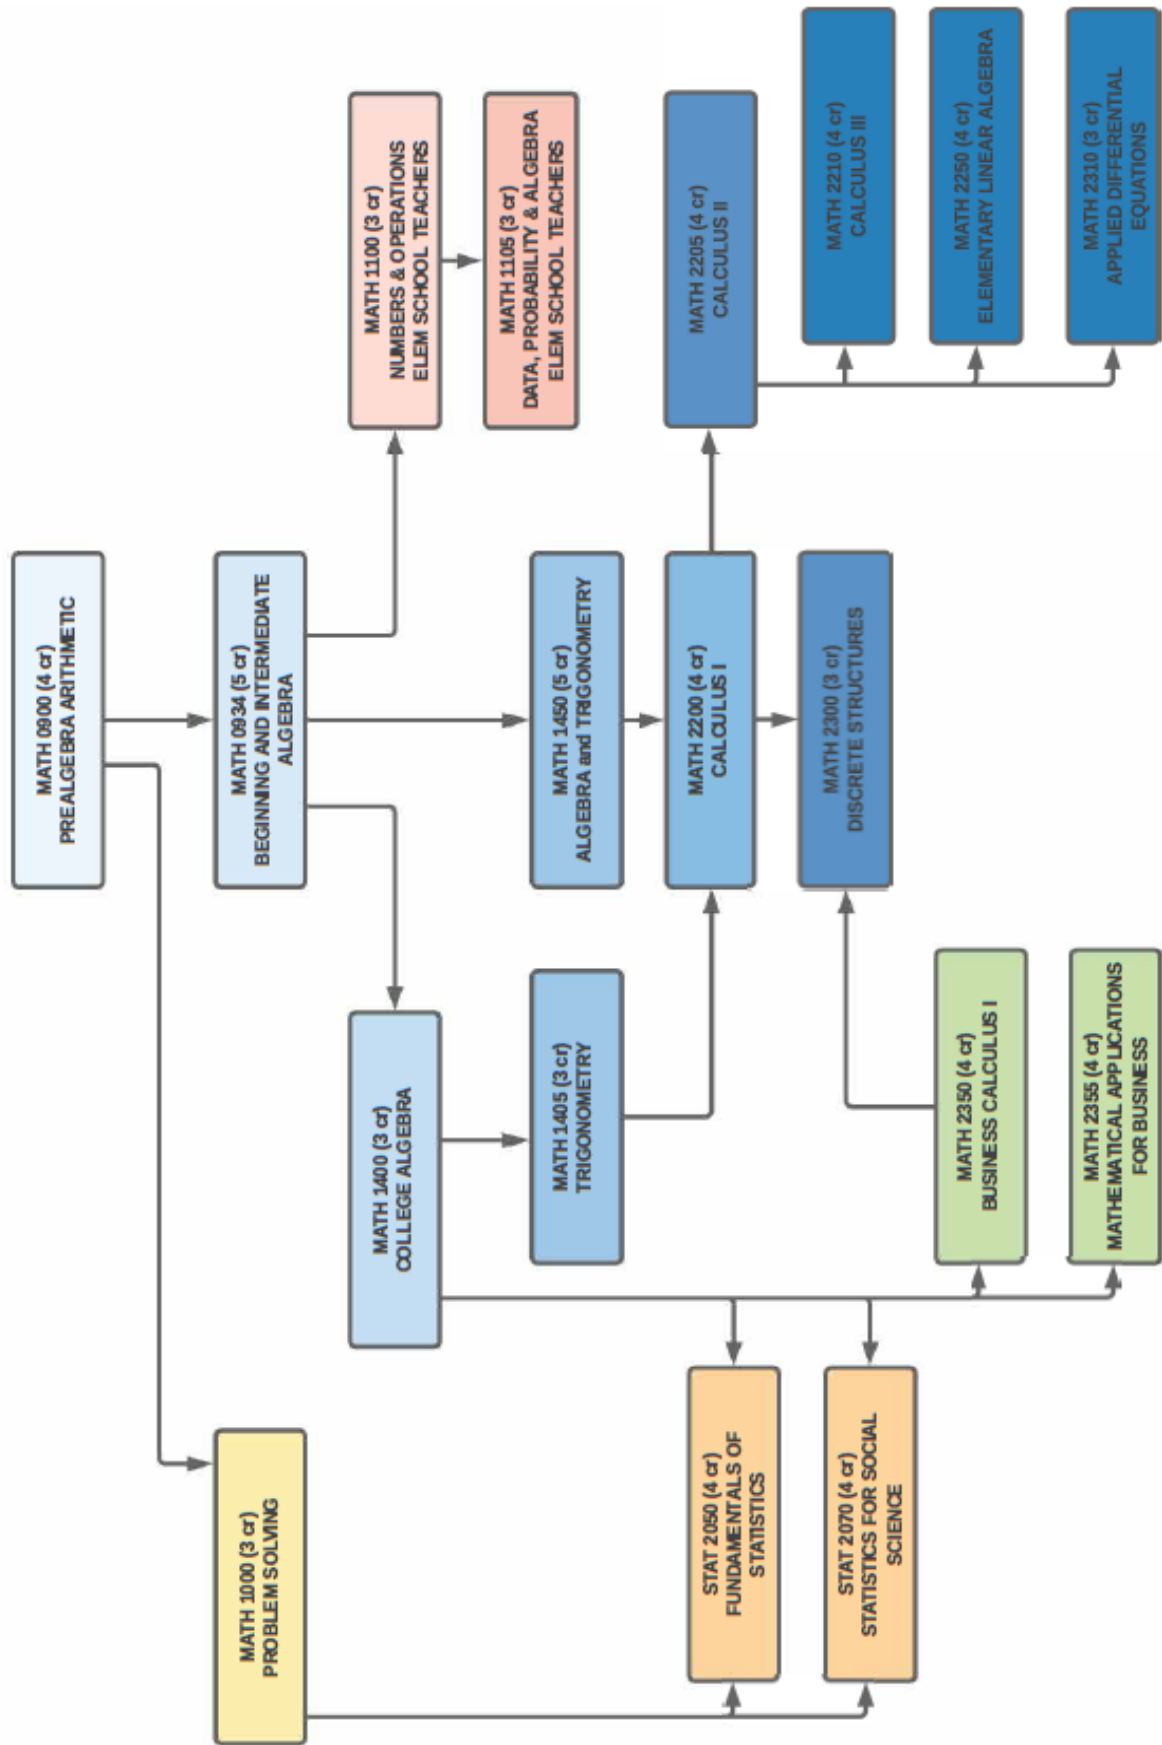 MATH 0900 (4 cr)
PREALGEBRA ARITHMETIC
MATH 1000 (3 cr)
PROBLEM SOLVING
MATH 0934 (5 cr)
BEGINNING AND INTERMEDIATE
ALGEBRA
MATH 1400 (3 cr)
COLLEGE ALGEBRA
MATH 1100 (3 cr)
NUMBERS & OPERATIONS
ELEM SCHOOL TEACHERS
MATH 1105 (3 cr)
DATA, PROBABILITY & ALGEBRA
ELEM SCHOOL TEACHERS
MATH 1405 (3 cr)
TRIGONOMETRY
MATH 1450 (5 cr)
ALGEBRA and TRIGONOMETRY
STAT 2050 (4 cr)
FUNDAMENTALS OF
STATISTICS
MATH 2200 (4 cr)
CALCULUS I
MATH 2205 (4 cr)
CALCULUS II
STAT 2070 (4 cr)
STATISTICS FOR SOCIAL
SCIENCE
MATH 2300 (3 cr)
DISCRETE STRUCTURES
MATH 2210 (4 cr)
CALCULUS III
MATH 2350 (4 cr)
BUSINESS CALCULUS I
MATH 2250 (4 cr)
ELEMENTARY LINEAR ALGEBRA
MATH 2355 (4 cr)
MATHEMATICAL APPLICATIONS
FOR BUSINESS
MATH 2310 (3 cr)
APPLIED DIFFERENTIAL
EQUATIONS